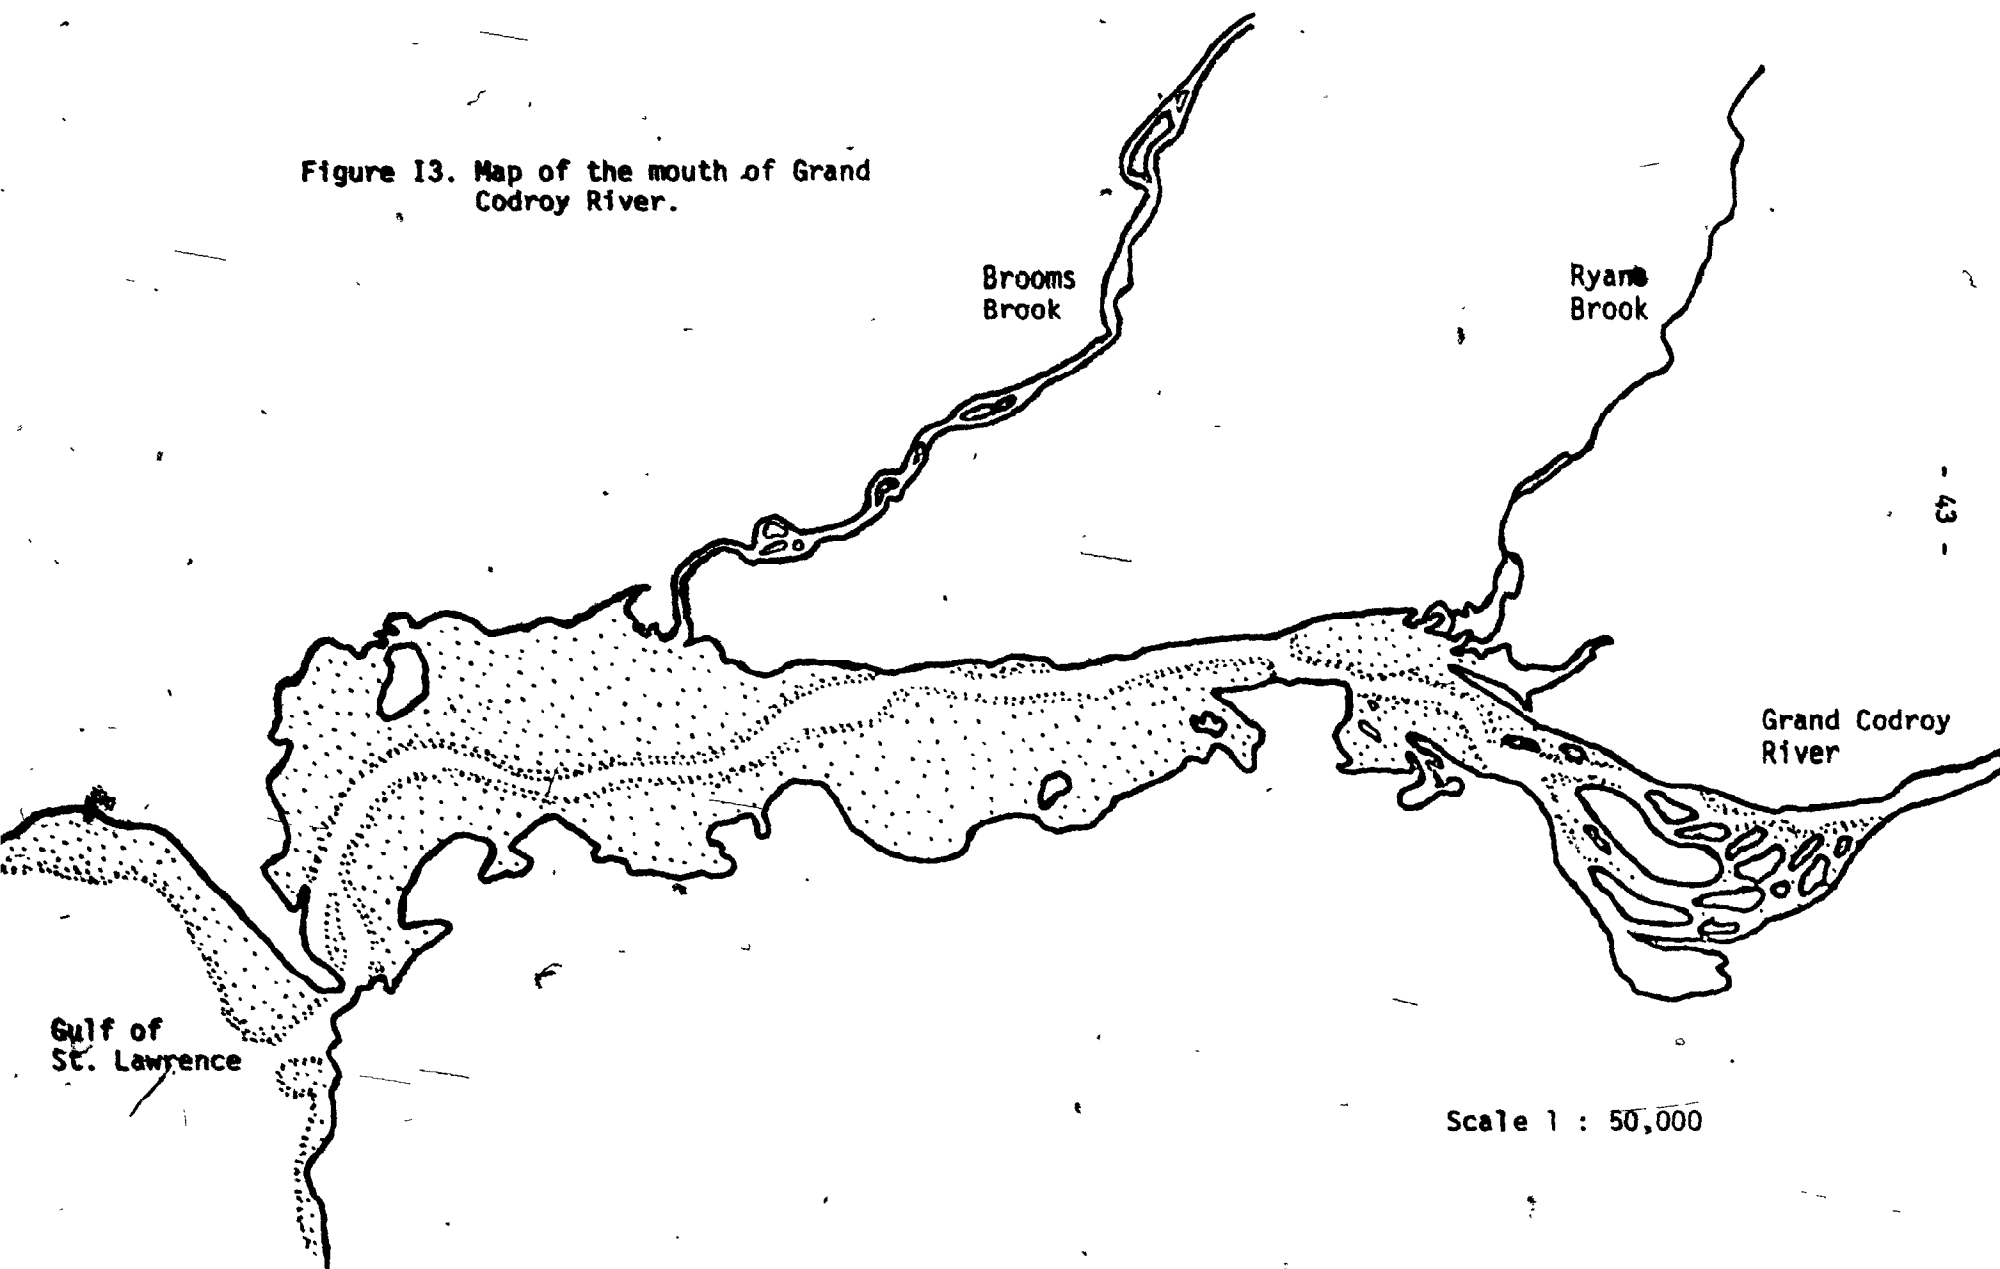 Figure I3. Map of the mouth of Grand
Codroy River.
Brooms
Brook
Ryans
Brook
- 43 -
Grand Codroy
River
Gulf of
St. Lawrence
Scale 1 : 50,000